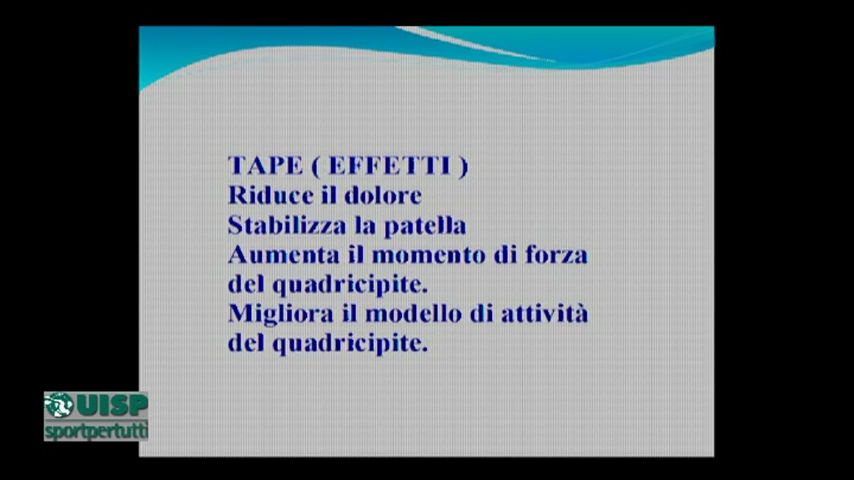 TAPE ( EFFETTI )
Riduce il dolore
Stabilizza la patella
Aumenta il momento di forza
del quadricipite.
Migliora il modello di attività
del quadricipite.
UISP
sportpertutti